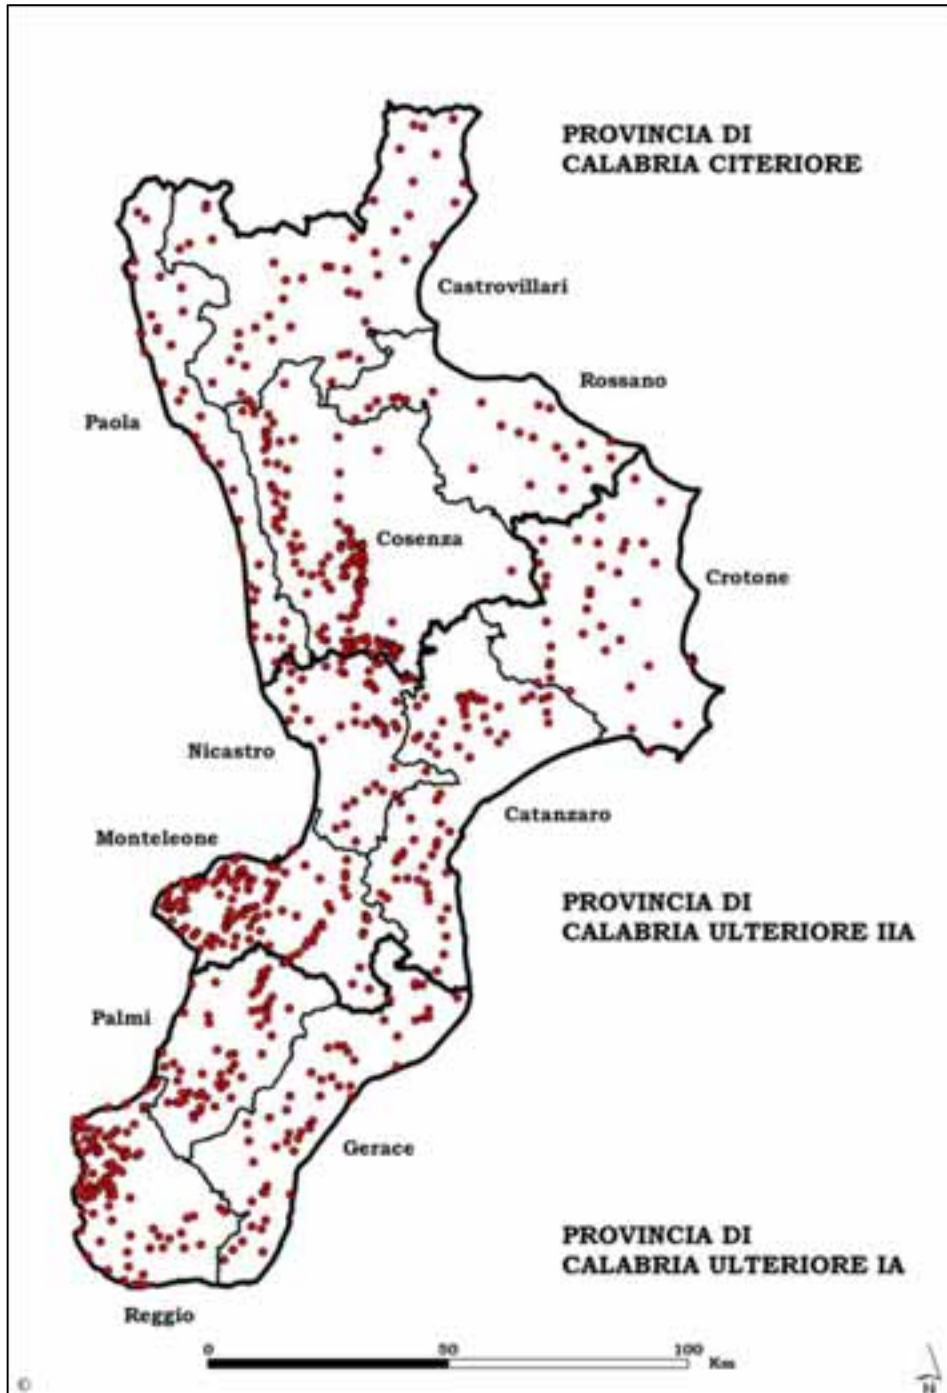 PROVINCIA DI
CALABRIA CITERIORE
Castrovillari
Rossano
Paola
Cosenza
Crotone
Nicastro
Catanzaro
Monteleone
PROVINCIA DI
CALABRIA ULTERIORE IIA
Palmi
Gerace
PROVINCIA DI
CALABRIA ULTERIORE IA
Reggio
0 50 100 Km
©
N